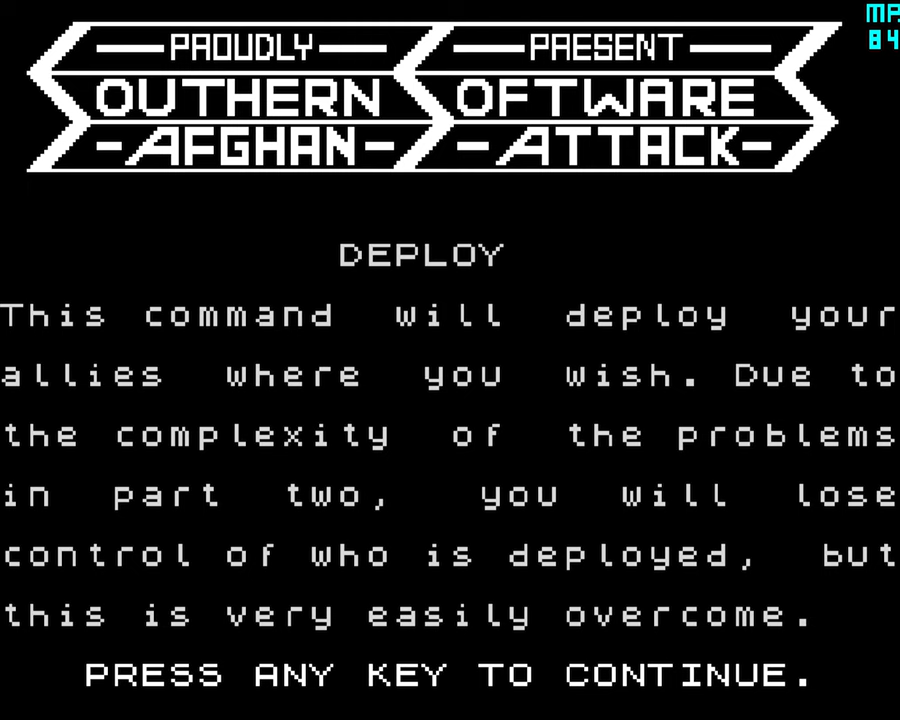 PROUDLY PRESENT
OUTHERN OFTWARE
-AFGHAN- -ATTACK-
MP.
84
DEPLOY
This command will deploy your
allies where you wish. Due to
the complexity of the problems
in part two, you will lose
control of who is deployed, but
this is very easily overcome.
PRESS ANY KEY TO CONTINUE.